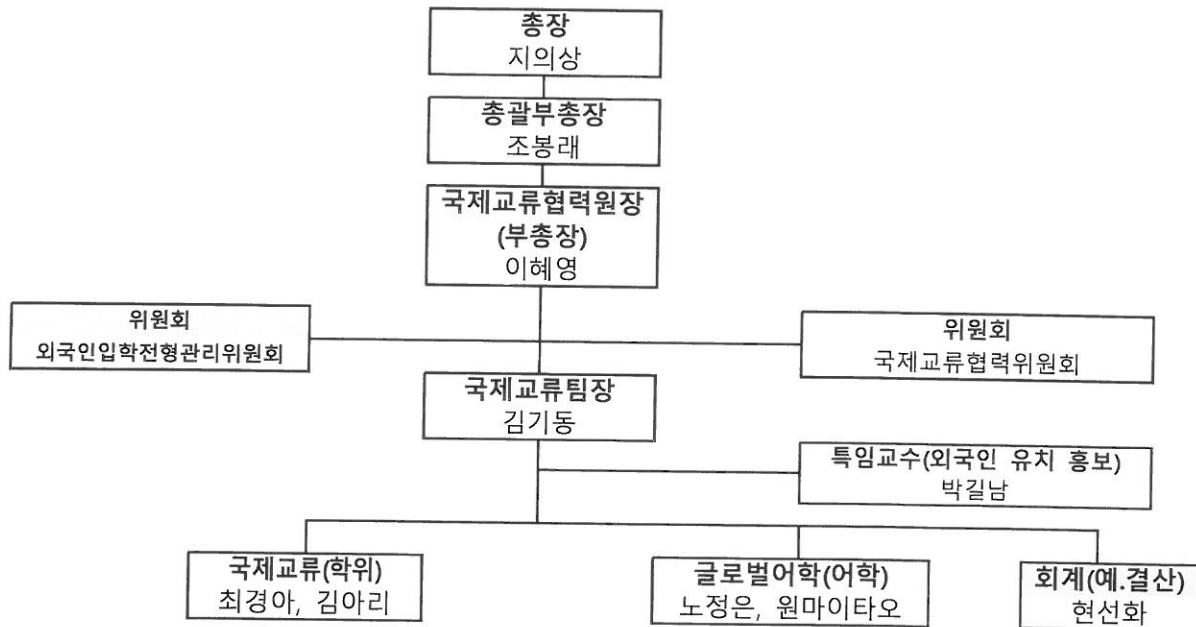 총장
지의상
총괄부총장
조봉래
국제교류협력원장
(부총장)
이혜영
위원회
외국인입학전형관리위원회
위원회
국제교류협력위원회
국제교류팀장
김기동
특임교수(외국인 유치 홍보)
박길남
국제교류(학위)
최경아, 김아리
글로벌어학(어학)
노정은, 원마이타오
회계(예.결산)
현선화